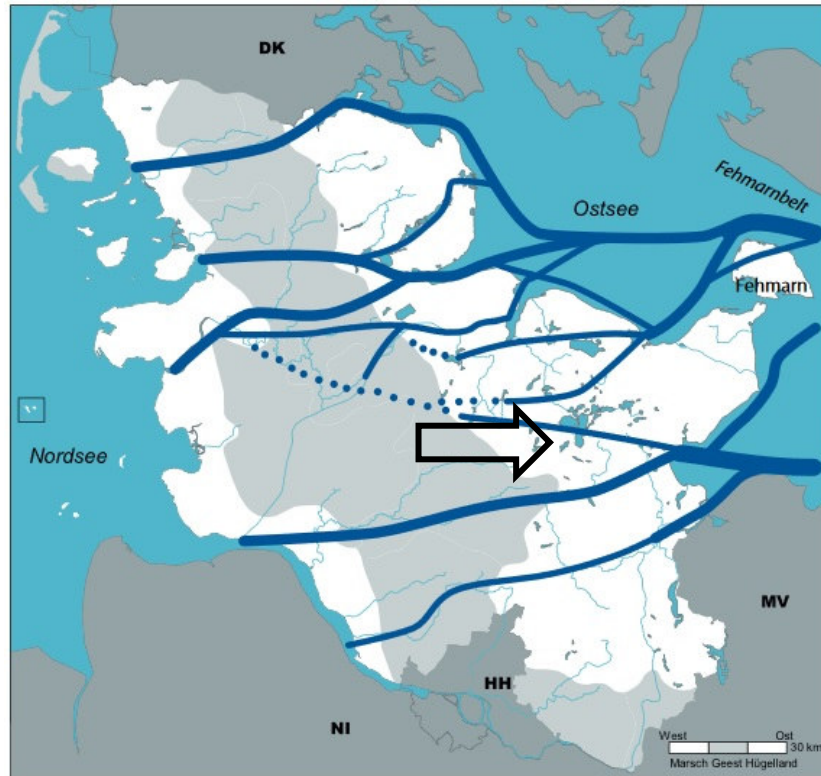 DK
Fehmarnbelt
Ostsee
Fehmarn
Nordsee
MV
HH
NI
West Ost
30 km
Marsch Geest Hügelland